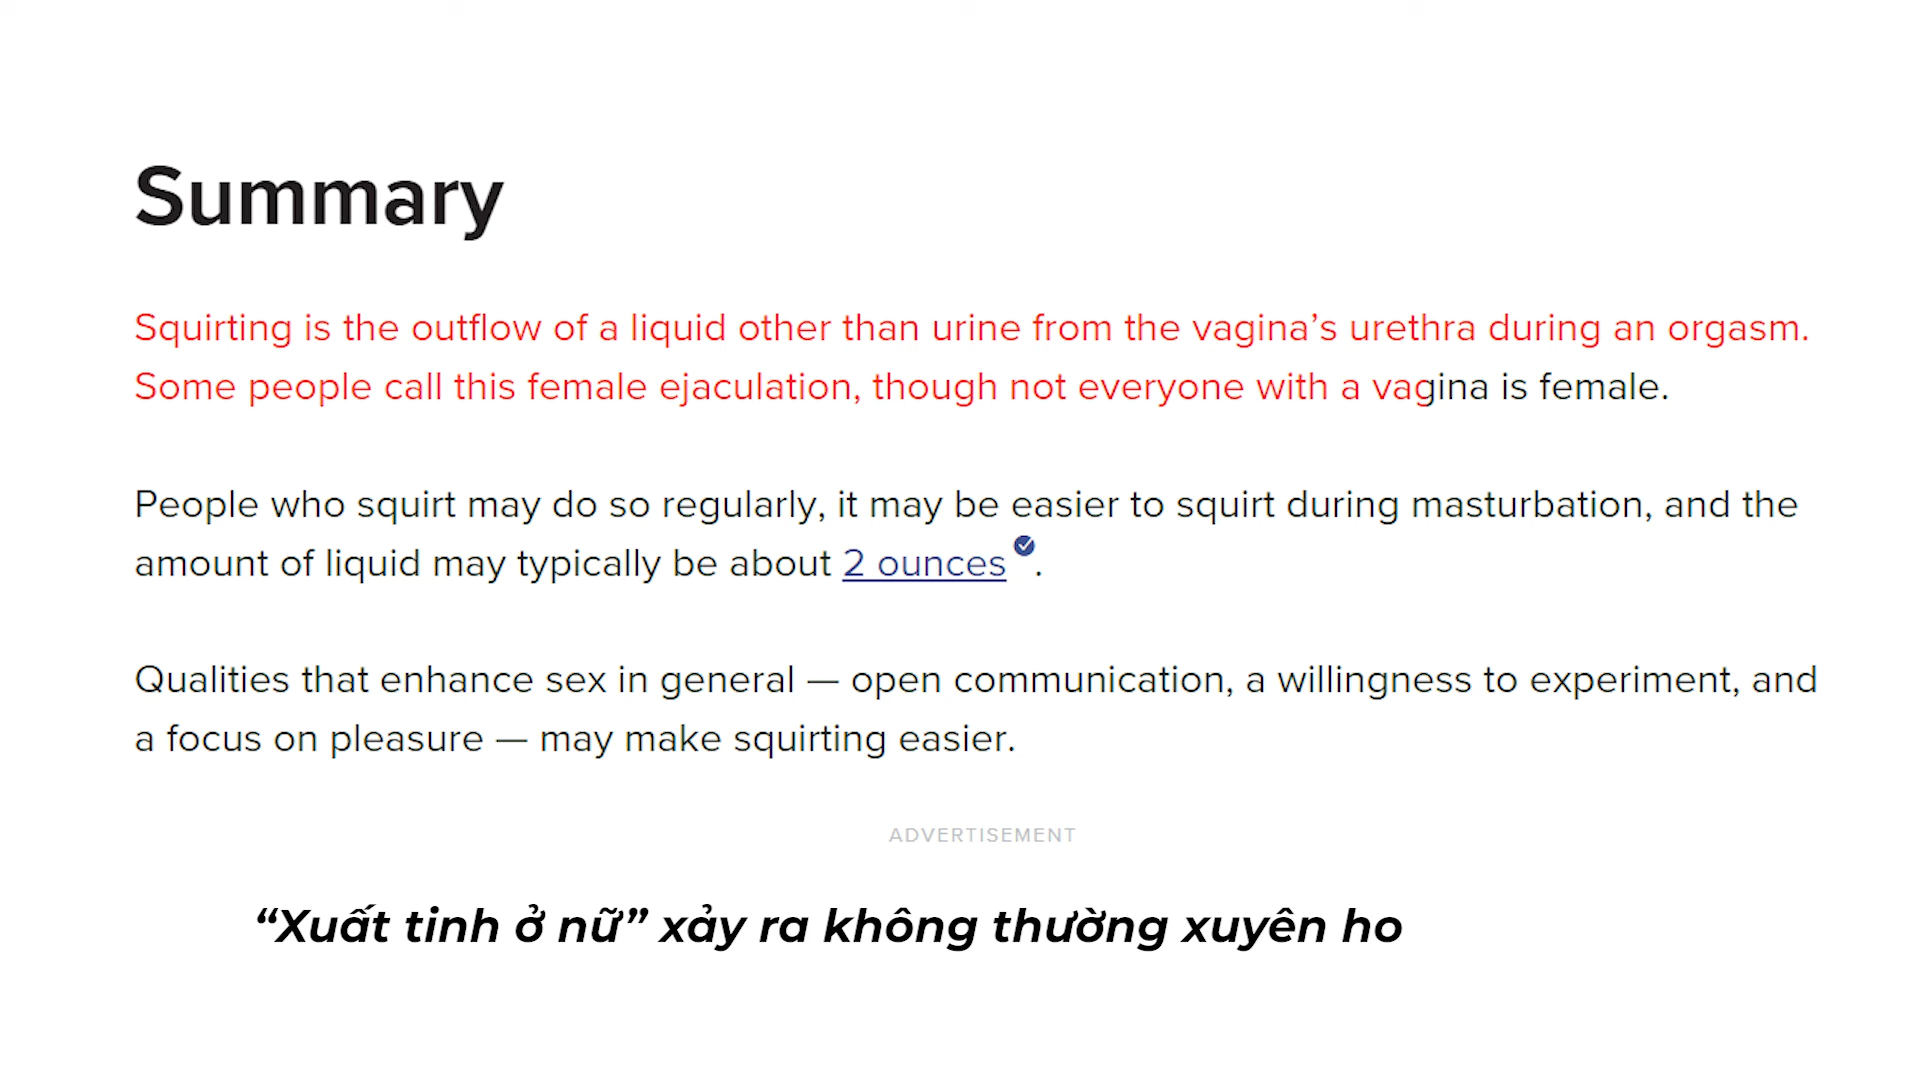 Summary
Squirting is the outflow of a liquid other than urine from the vagina’s urethra during an orgasm.
Some people call this female ejaculation, though not everyone with a vagina is female.
People who squirt may do so regularly, it may be easier to squirt during masturbation, and the
amount of liquid may typically be about 2 ounces .
Qualities that enhance sex in general — open communication, a willingness to experiment, and
a focus on pleasure — may make squirting easier.
ADVERTISEMENT
“Xuất tinh ở nữ” xảy ra không thường xuyên ho